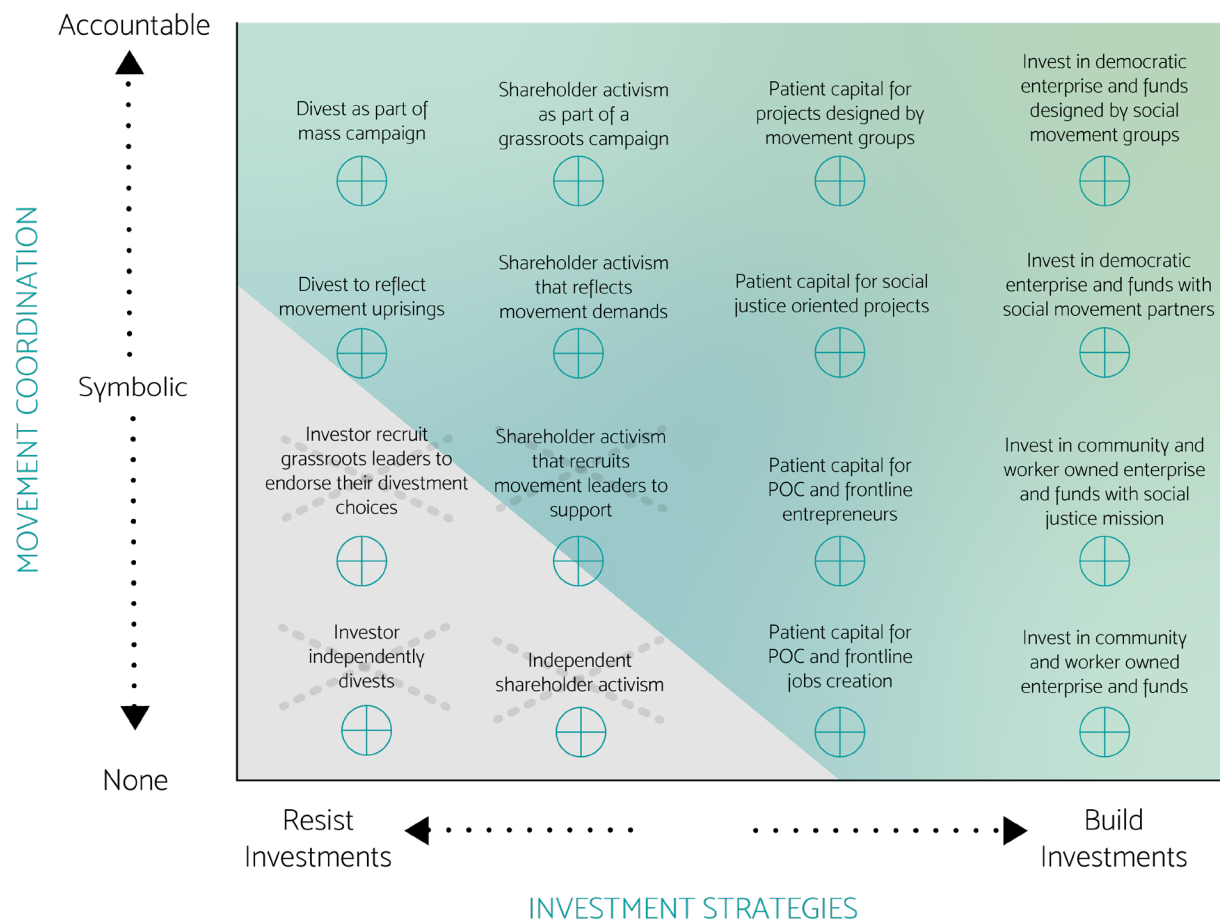 Accountable
MOVEMENT COORDINATION
Symbolic
None
Divest as part of
mass campaign
Shareholder activism
as part of a
grassroots campaign
Patient capital for
projects designed by
movement groups
Invest in democratic
enterprise and funds
designed by social
movement groups
Divest to reflect
movement uprisings
Shareholder activism
that reflects
movement demands
Patient capital for social
justice oriented projects
Invest in democratic
enterprise and funds with
social movement partners
Investor recruit
grassroots leaders to
endorse their divestment
choices
Shareholder activism
that recruits
movement leaders to
support
Patient capital for
POC and frontline
entrepreneurs
Invest in community and
worker owned enterprise
and funds with social
justice mission
Investor
independently
divests
Independent
shareholder activism
Patient capital for
POC and frontline
jobs creation
Invest in community
and worker owned
enterprise and funds
Resist
Investments
Build
Investments
INVESTMENT STRATEGIES